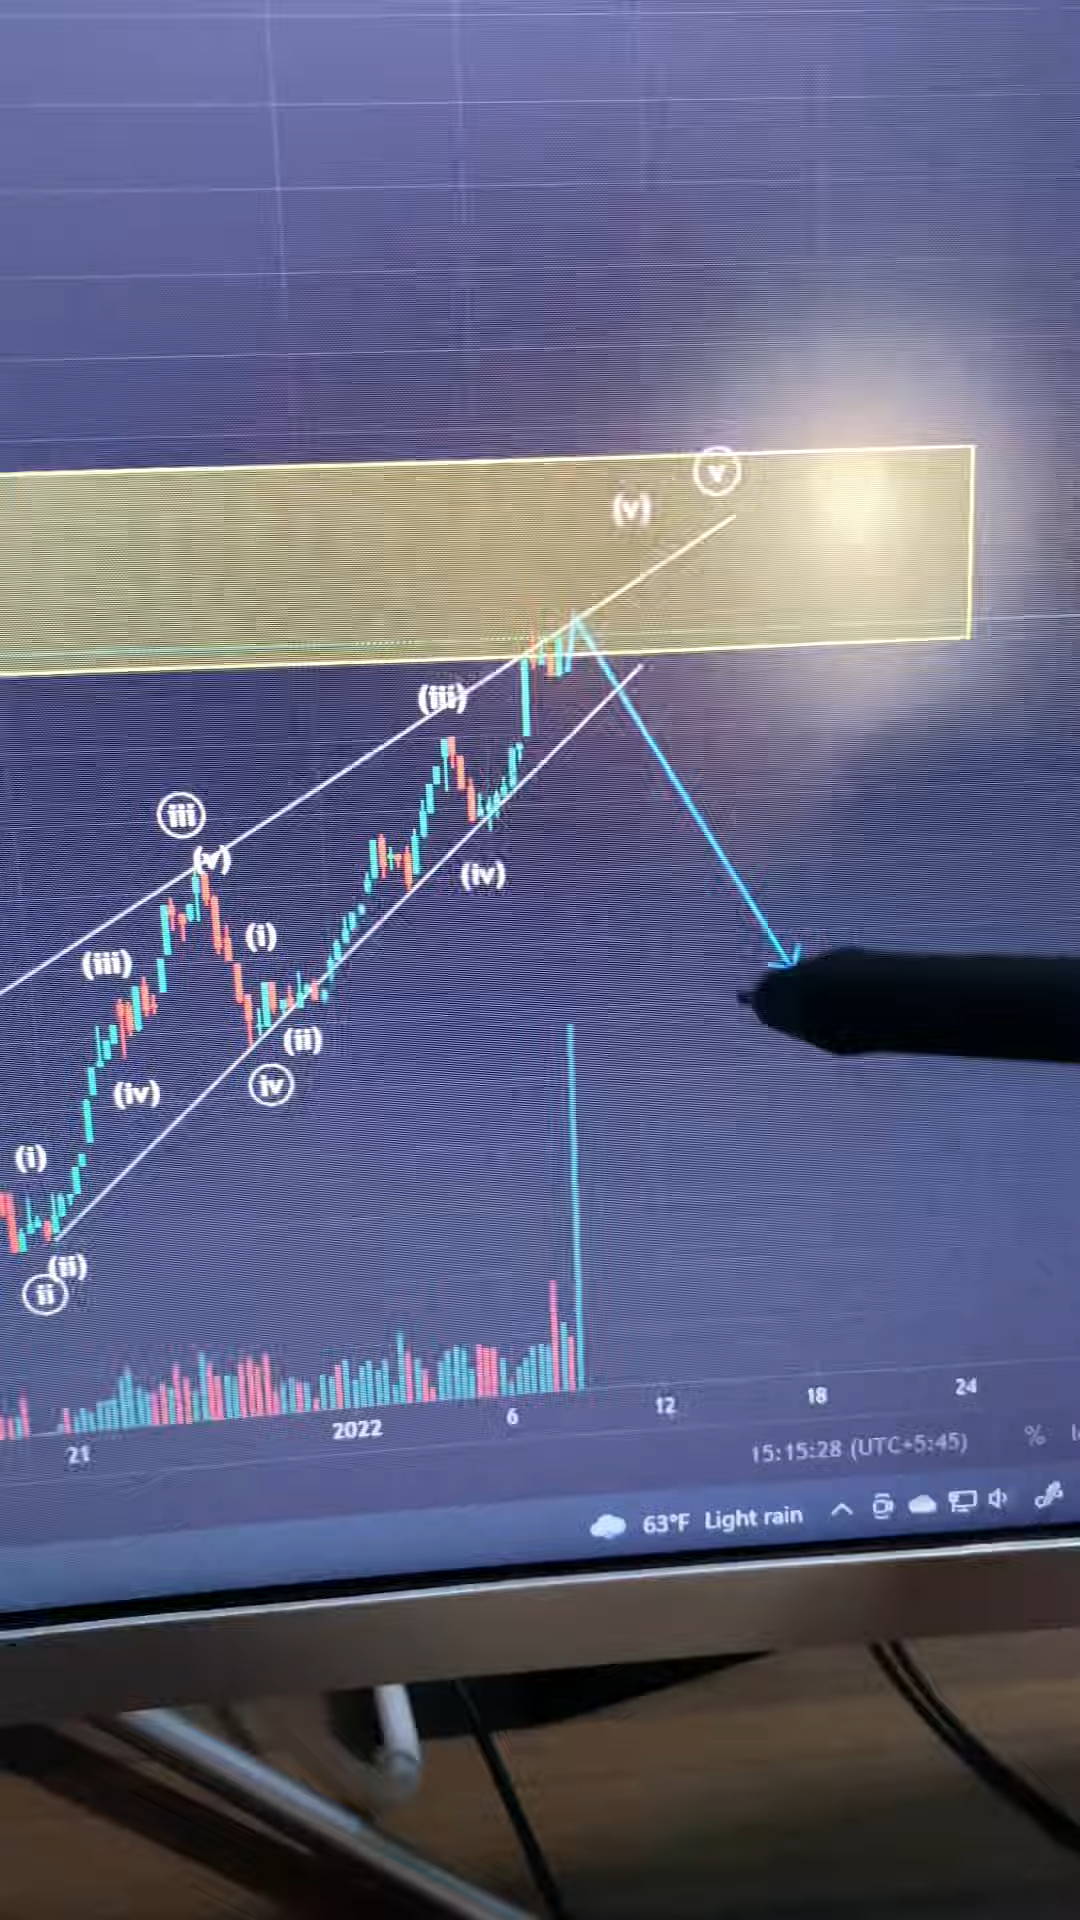 ⓥ
(v)
(iii)
ⓘⓘⓘ
(v)
(iv)
(i)
(iii)
(ii)
ⓘⓥ
(iv)
(i)
(ii)
ⓘⓘ
21 2022 6 12 18 24
15:15:28 (UTC+5:45) %
63°F Light rain